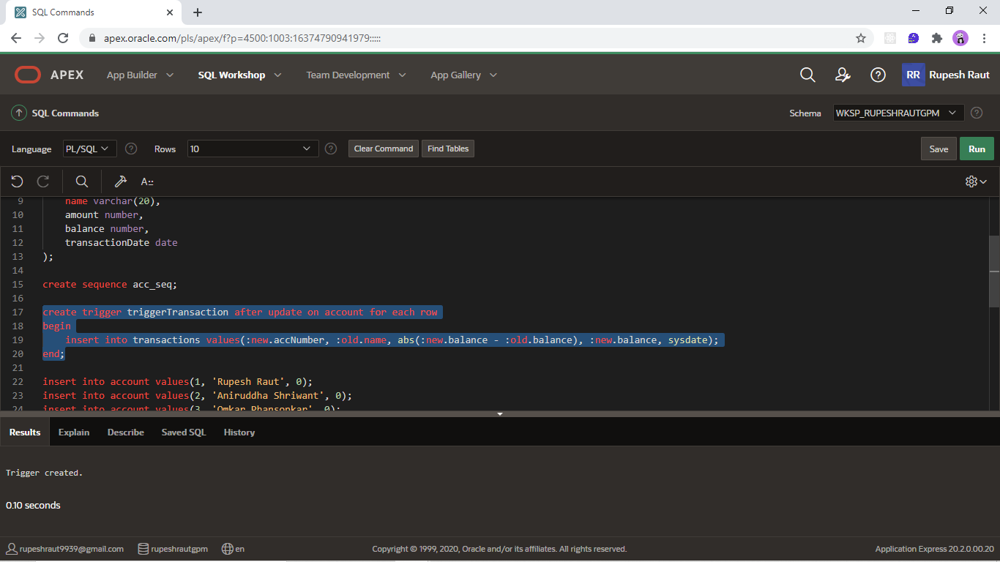 SQL Commands
apex.oracle.com/pls/apex/f?p=4500:1003:16374790941979:::::
APEX App Builder SQL Workshop Team Development App Gallery RR Rupesh Raut
SQL Commands Schema WKSP_RUPESHRAUTGPM
Language PL/SQL Rows 10 Clear Command Find Tables Save Run
A::
9 name varchar(20),
10 amount number,
11 balance number,
12 transactionDate date
13 );
14
15 create sequence acc_seq;
16
17 create trigger triggerTransaction after update on account for each row
18 begin
19 insert into transactions values(:new.accNumber, :old.name, abs(:new.balance - :old.balance), :new.balance, sysdate);
20 end;
21
22 insert into account values(1, 'Rupesh Raut', 0);
23 insert into account values(2, 'Aniruddha Shriwant', 0);
24 insert into account values(3, 'Omkar Phansopkar', 0);
Results Explain Describe Saved SQL History
Trigger created.
0.10 seconds
rupeshraut9939@gmail.com rupeshrautgpm en Copyright © 1999, 2020, Oracle and/or its affiliates. All rights reserved. Application Express 20.2.0.00.20